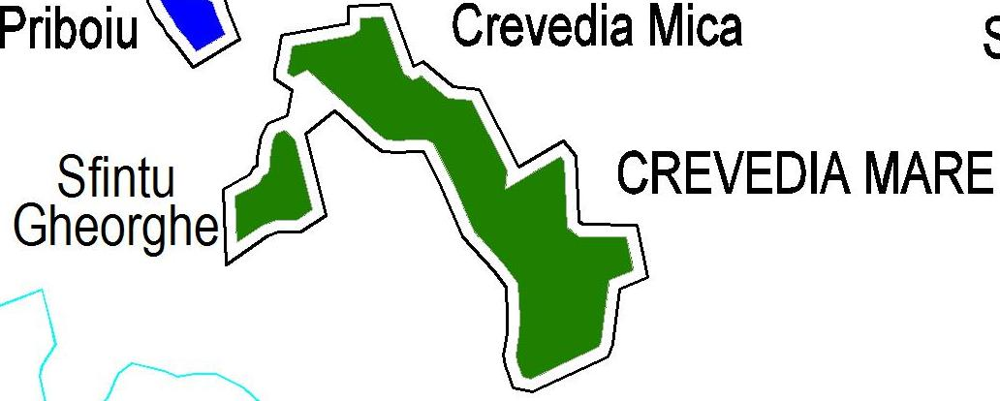 Priboiu
Crevedia Mica
S
Sfintu
Gheorghe
CREVEDIA MARE